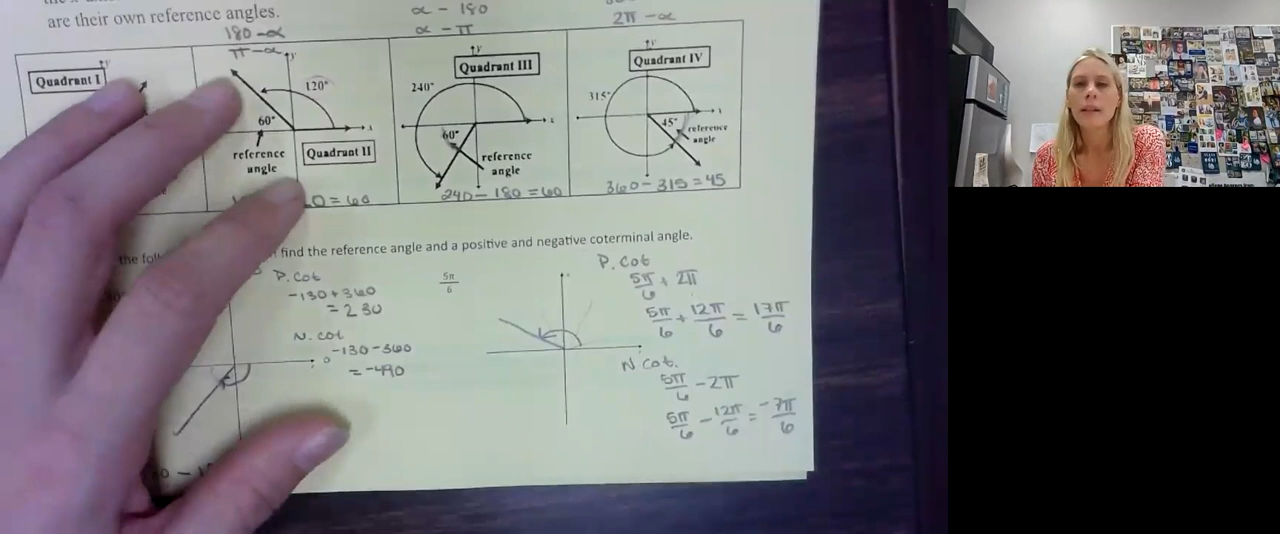 are their own reference angles.
180-α
π-α
α - 180
α - π
2π - α
Quadrant I
y
y
120°
60°
x
reference
angle
Quadrant II
0 = 60
y
Quadrant III
240°
60°
x
reference
angle
240 - 180 = 60
y
Quadrant IV
315°
45°
x
reference
angle
360 - 315 = 45
find the reference angle and a positive and negative coterminal angle.
P. Cot
-130 + 360
= 230
N. cot
-130 - 360
= -490
5π/6
P. Cot
5π/6 + 2π
5π/6 + 12π/6 = 17π/6
N cot.
5π/6 - 2π
5π/6 - 12π/6 = -7π/6